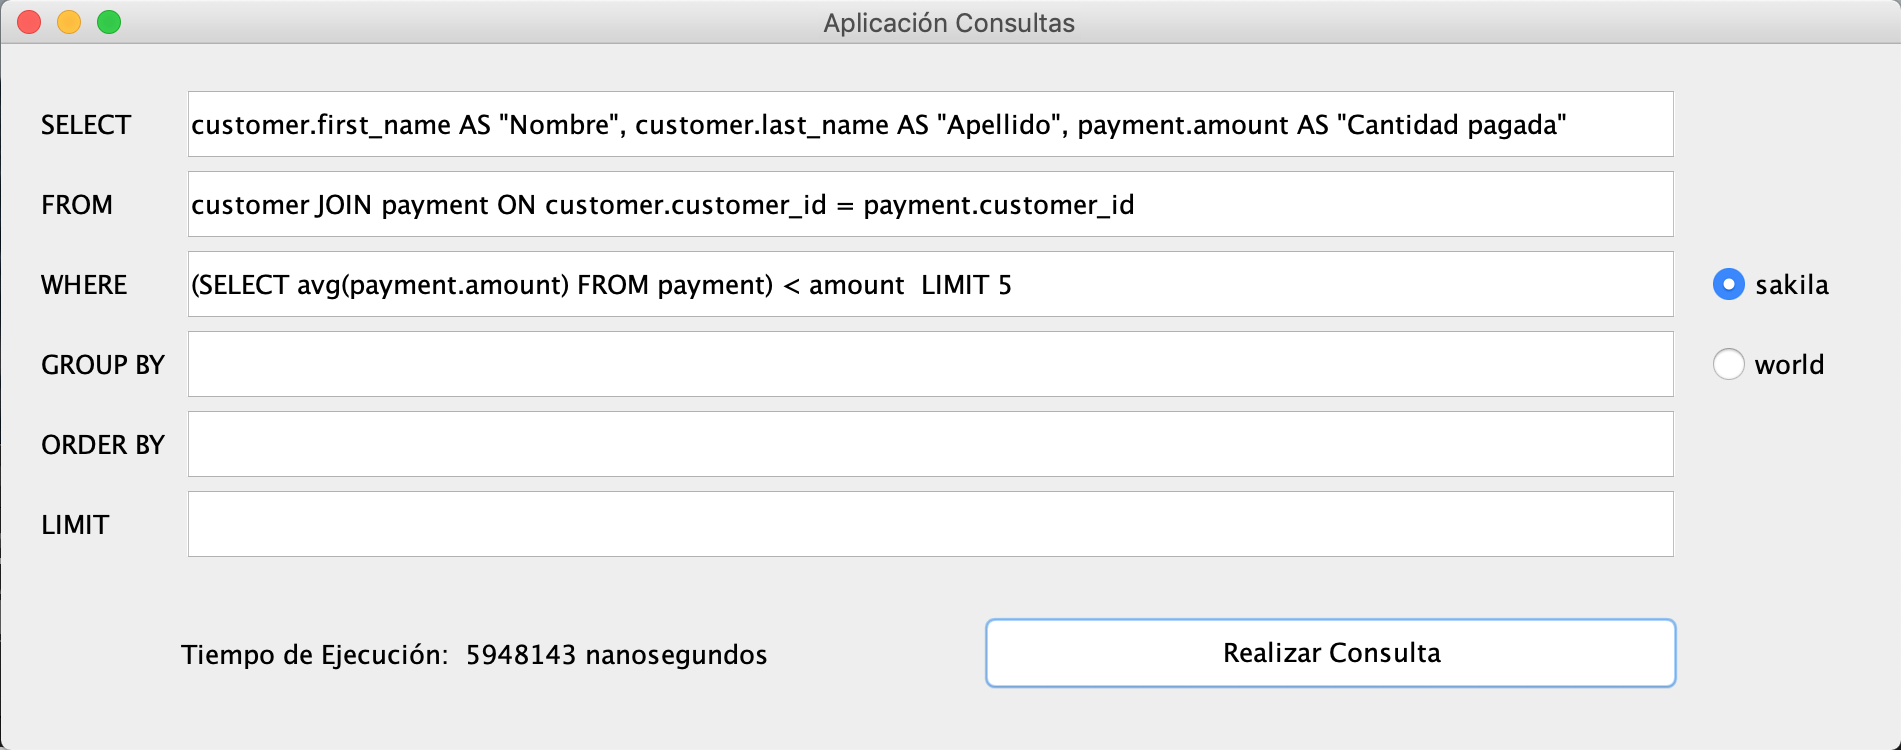 Aplicación Consultas
SELECT customer.first_name AS "Nombre", customer.last_name AS "Apellido", payment.amount AS "Cantidad pagada"
FROM customer JOIN payment ON customer.customer_id = payment.customer_id
WHERE (SELECT avg(payment.amount) FROM payment) < amount  LIMIT 5 sakila
GROUP BY world
ORDER BY
LIMIT
Tiempo de Ejecución: 5948143 nanosegundos Realizar Consulta